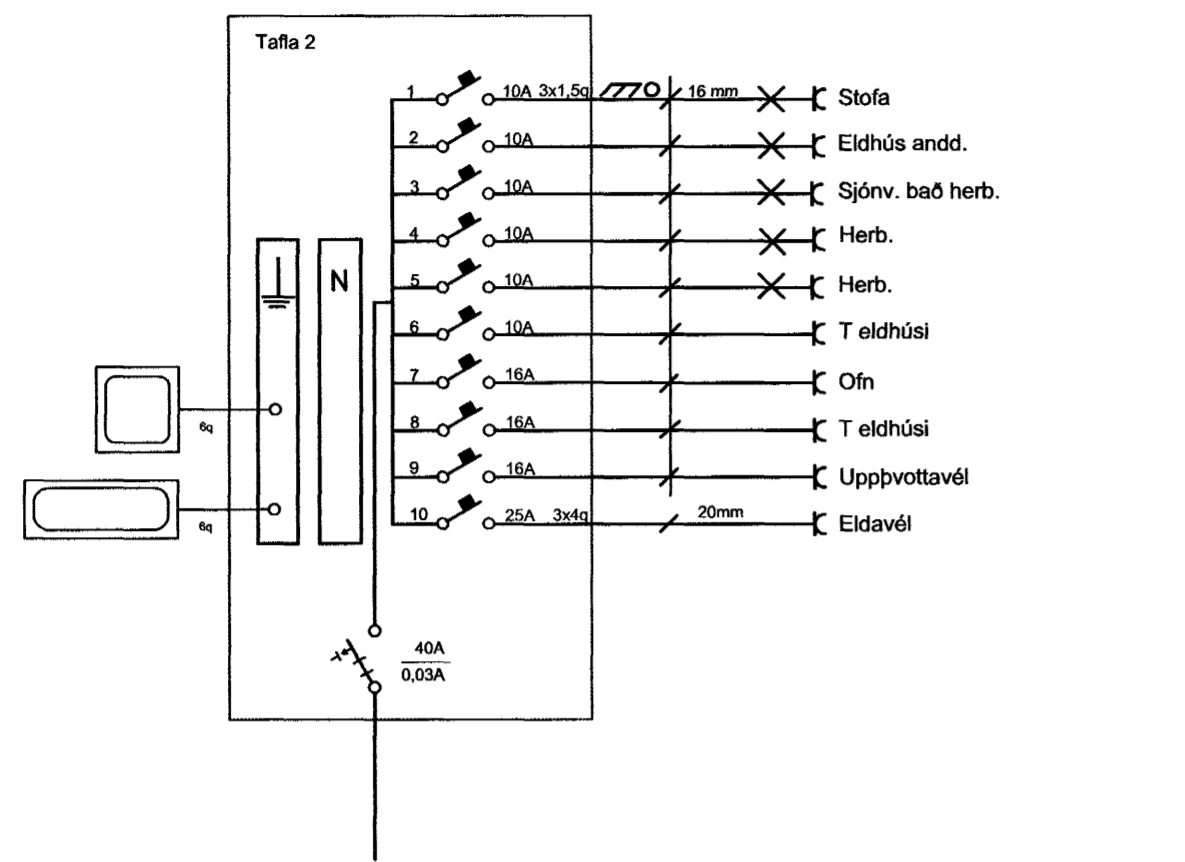 Tafla 2
1 10A 3x1,5q 16 mm Stofa
2 10A Eldhús andd.
3 10A Sjónv. bað herb.
4 10A Herb.
5 10A Herb.
6 10A T eldhúsi
7 16A Ofn
8 16A T eldhúsi
9 16A Uppþvottavél
10 25A 3x4q 20mm Eldavél
N
6q
6q
40A
0,03A